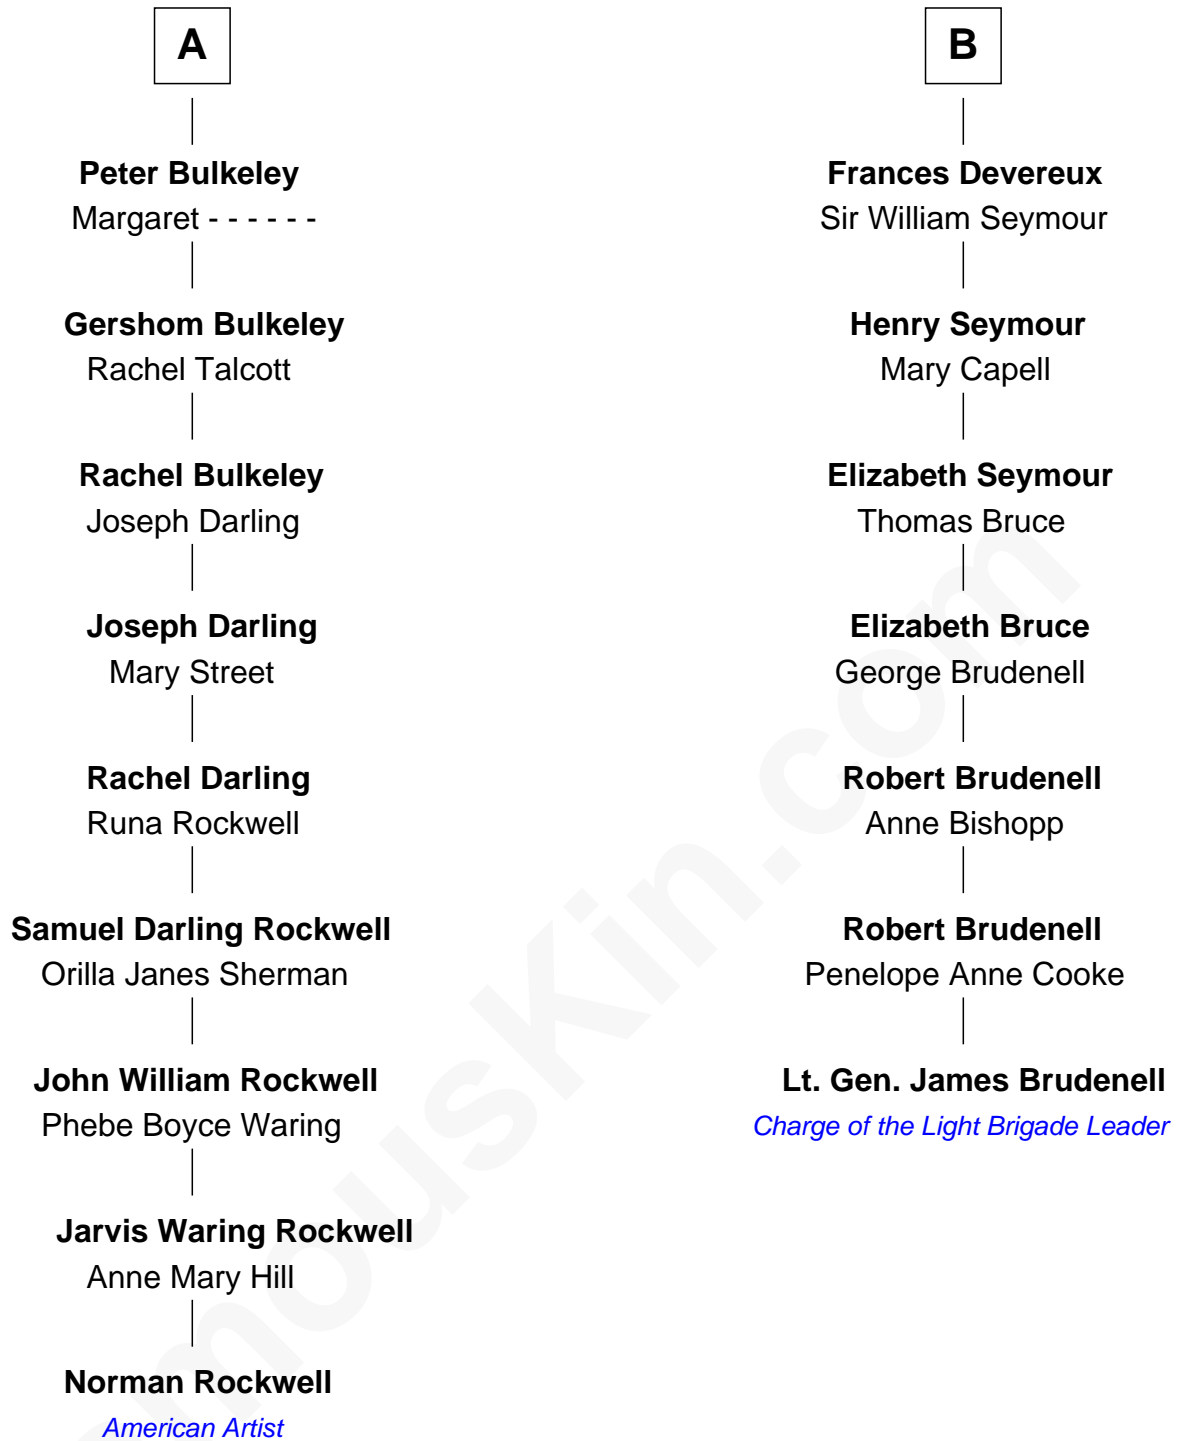 A
B
Peter Bulkeley
Margaret - - - - - -
Frances Devereux
Sir William Seymour
Gershom Bulkeley
Rachel Talcott
Henry Seymour
Mary Capell
Rachel Bulkeley
Joseph Darling
Elizabeth Seymour
Thomas Bruce
Joseph Darling
Mary Street
Elizabeth Bruce
George Brudenell
Rachel Darling
Runa Rockwell
Robert Brudenell
Anne Bishopp
Samuel Darling Rockwell
Orilla Janes Sherman
Robert Brudenell
Penelope Anne Cooke
John William Rockwell
Phebe Boyce Waring
Lt. Gen. James Brudenell
Charge of the Light Brigade Leader
Jarvis Waring Rockwell
Anne Mary Hill
Norman Rockwell
American Artist
mousKin.com